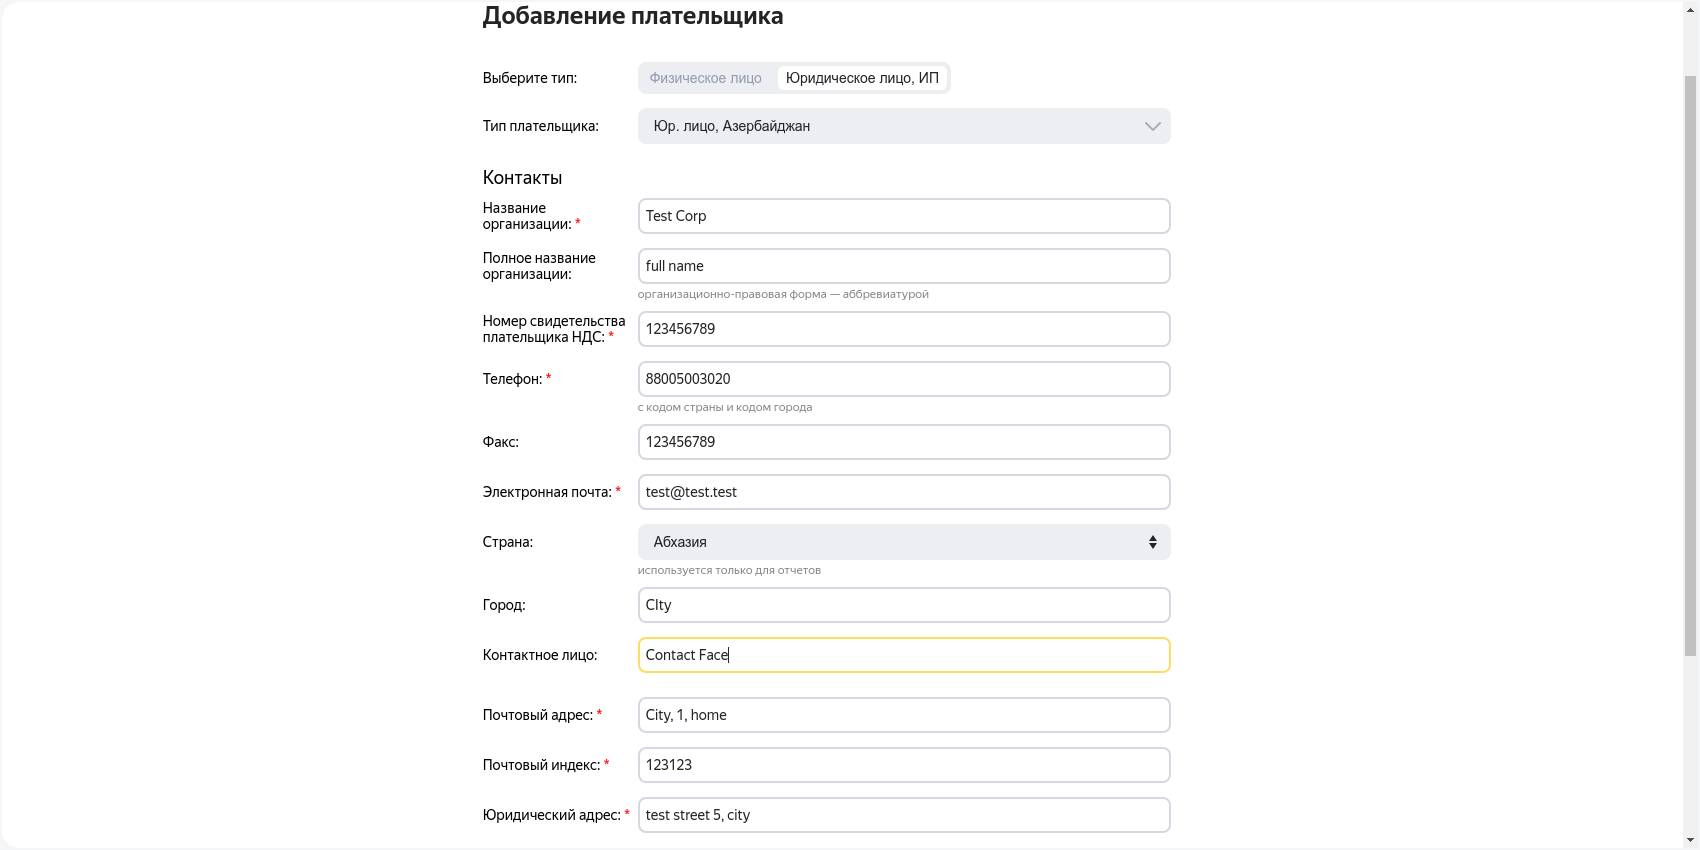 Добавление плательщика
Выберите тип:
Физическое лицо
Юридическое лицо, ИП
Тип плательщика:
Юр. лицо, Азербайджан
Контакты
Название
организации: *
Test Corp
Полное название
организации:
full name
организационно-правовая форма — аббревиатурой
Номер свидетельства
плательщика НДС: *
123456789
Телефон: *
88005003020
с кодом страны и кодом города
Факс:
123456789
Электронная почта: *
test@test.test
Страна:
Абхазия
используется только для отчетов
Город:
CIty
Контактное лицо:
Contact Face
Почтовый адрес: *
City, 1, home
Почтовый индекс: *
123123
Юридический адрес: *
test street 5, city